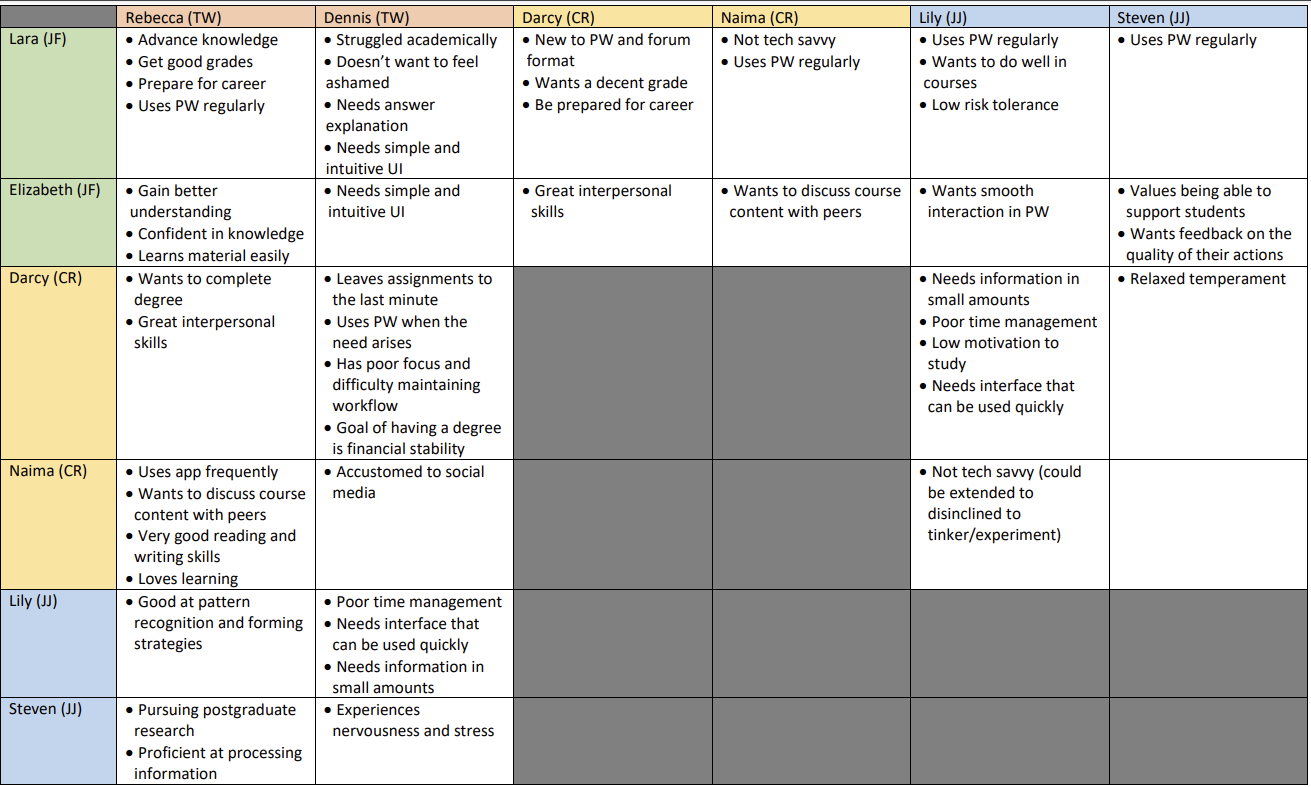 Rebecca (TW)
Dennis (TW)
Darcy (CR)
Naima (CR)
Lily (JJ)
Steven (JJ)
Lara (JF)
• Advance knowledge
• Get good grades
• Prepare for career
• Uses PW regularly
• Struggled academically
• Doesn’t want to feel
ashamed
• Needs answer
explanation
• Needs simple and
intuitive UI
• New to PW and forum
format
• Wants a decent grade
• Be prepared for career
• Not tech savvy
• Uses PW regularly
• Uses PW regularly
• Wants to do well in
courses
• Low risk tolerance
• Uses PW regularly
Elizabeth (JF)
• Gain better
understanding
• Confident in knowledge
• Learns material easily
• Needs simple and
intuitive UI
• Great interpersonal
skills
• Wants to discuss course
content with peers
• Wants smooth
interaction in PW
• Values being able to
support students
• Wants feedback on the
quality of their actions
Darcy (CR)
• Wants to complete
degree
• Great interpersonal
skills
• Leaves assignments to
the last minute
• Uses PW when the
need arises
• Has poor focus and
difficulty maintaining
workflow
• Goal of having a degree
is financial stability
• Needs information in
small amounts
• Poor time management
• Low motivation to
study
• Needs interface that
can be used quickly
• Relaxed temperament
Naima (CR)
• Uses app frequently
• Wants to discuss course
content with peers
• Very good reading and
writing skills
• Loves learning
• Accustomed to social
media
• Not tech savvy (could
be extended to
disinclined to
tinker/experiment)
Lily (JJ)
• Good at pattern
recognition and forming
strategies
• Poor time management
• Needs interface that
can be used quickly
• Needs information in
small amounts
Steven (JJ)
• Pursuing postgraduate
research
• Proficient at processing
information
• Experiences
nervousness and stress